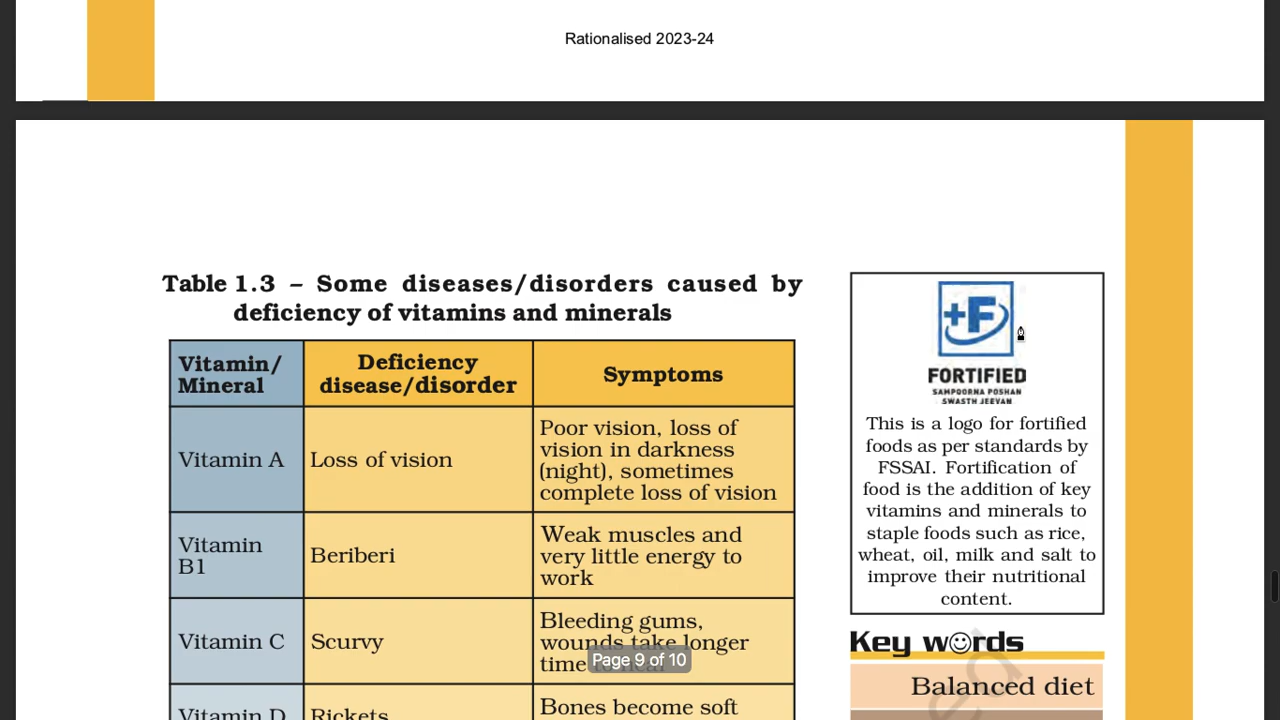 Rationalised 2023-24
Table 1.3 – Some diseases/disorders caused by
deficiency of vitamins and minerals
Vitamin/
Mineral
Deficiency
disease/disorder
Symptoms
Vitamin A
Loss of vision
Poor vision, loss of
vision in darkness
(night), sometimes
complete loss of vision
Vitamin
B1
Beriberi
Weak muscles and
very little energy to
work
Vitamin C
Scurvy
Bleeding gums,
wounds take longer
time
Page 9 of 10
Vitamin D
Rickets
Bones become soft
+F
FORTIFIED
SAMPOORNA POSHAN
SWASTH JEEVAN
This is a logo for fortified
foods as per standards by
FSSAI. Fortification of
food is the addition of key
vitamins and minerals to
staple foods such as rice,
wheat, oil, milk and salt to
improve their nutritional
content.
Key words
Balanced diet